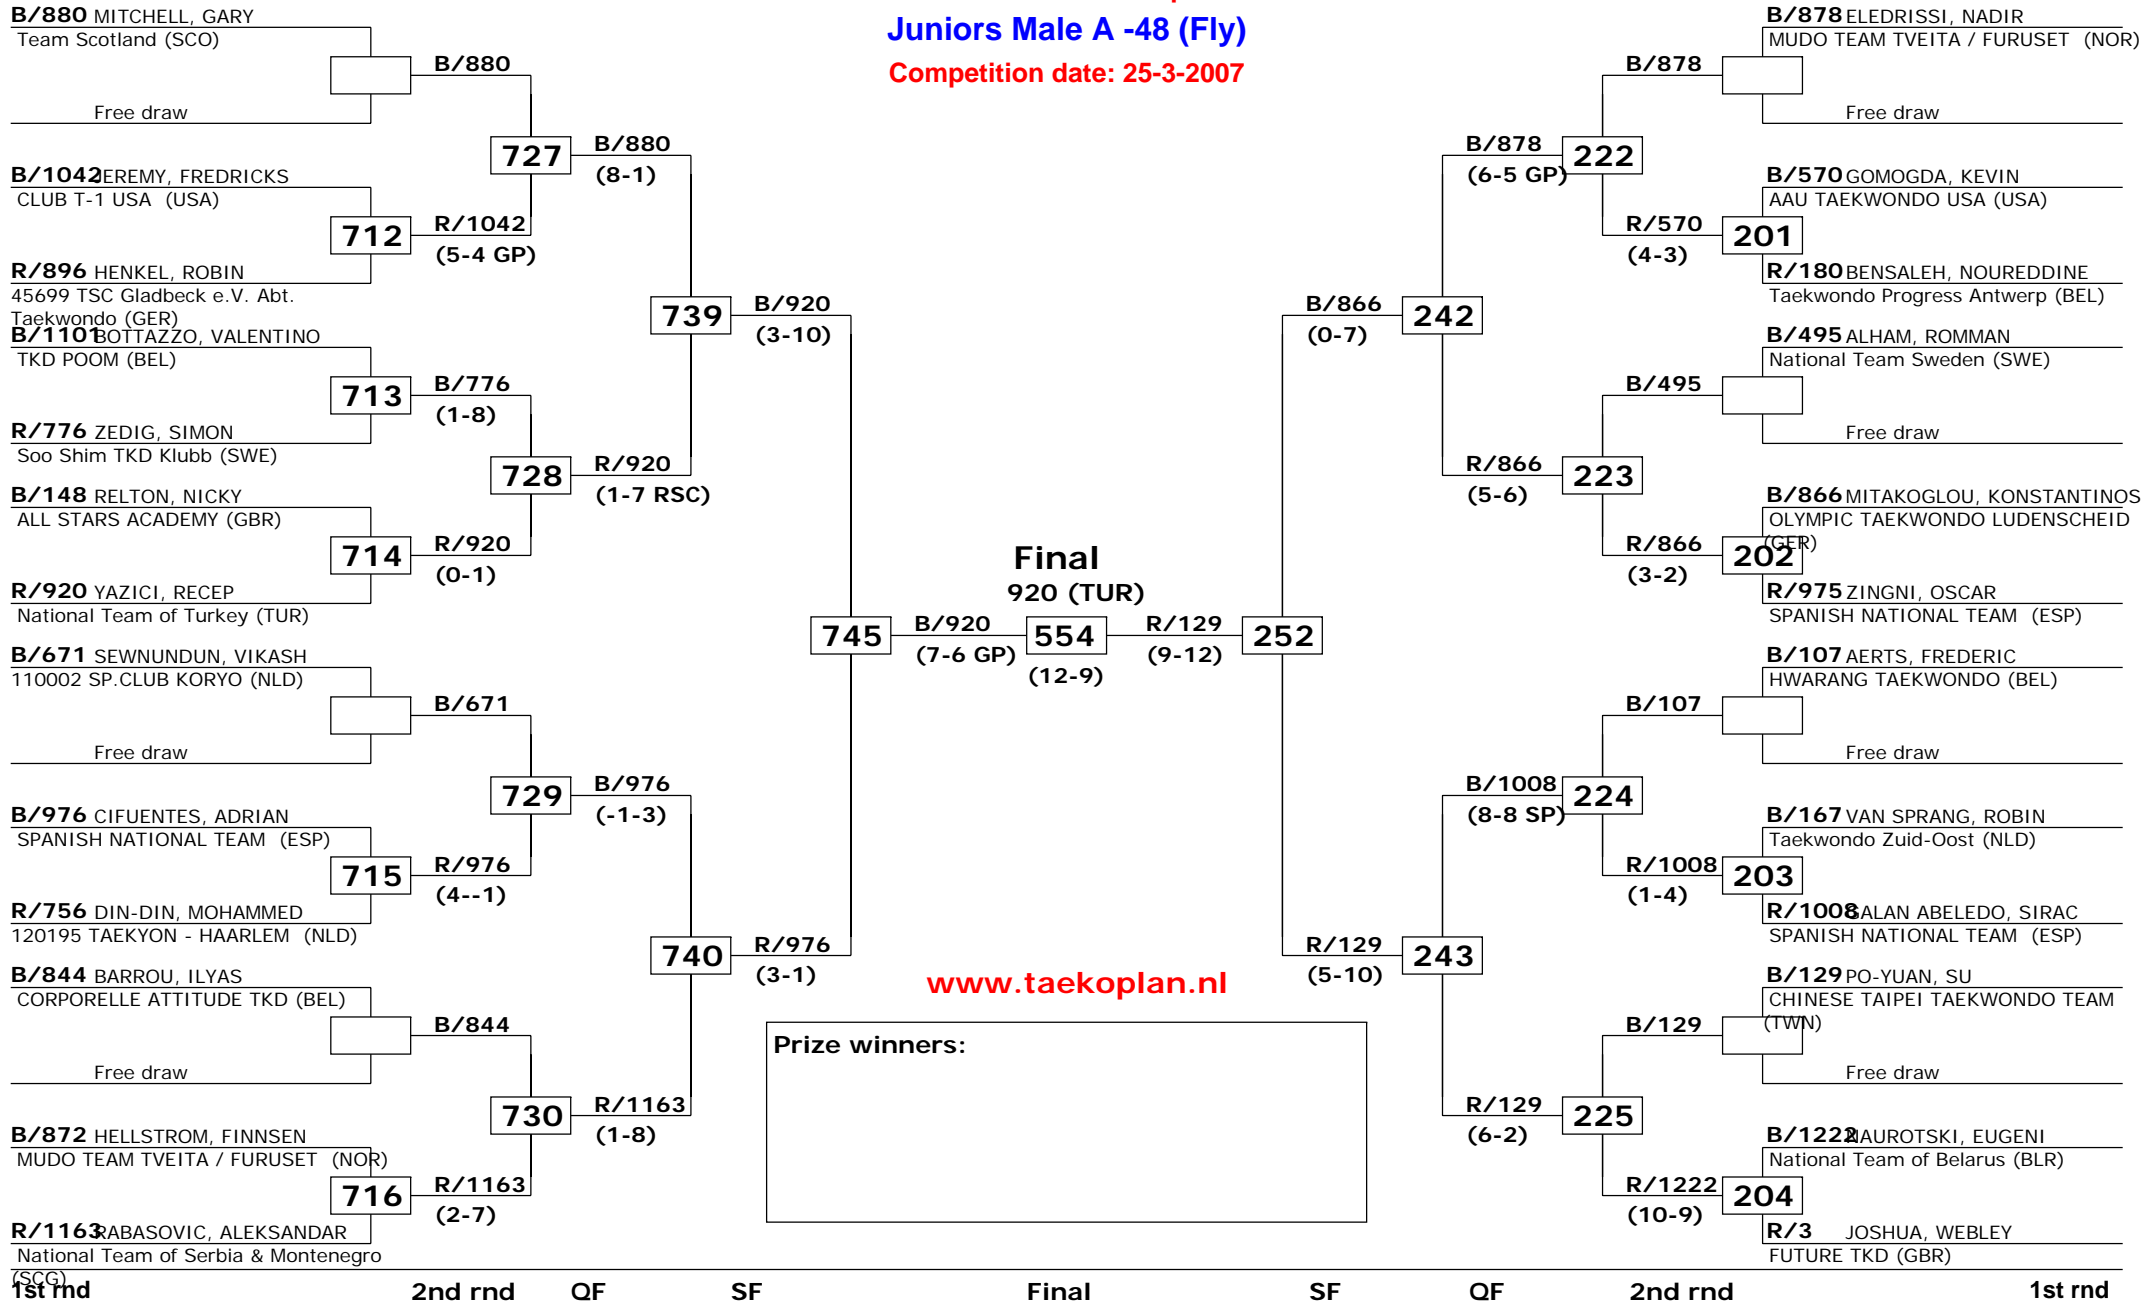 Juniors Male A -48 (Fly)
Competition date: 25-3-2007
B/880 MITCHELL, GARY
Team Scotland (SCO)
B/880
Free draw
727
B/880
(8-1)
B/1042 JEREMY, FREDRICKS
CLUB T-1 USA (USA)
712
R/1042
(5-4 GP)
R/896 HENKEL, ROBIN
45699 TSC Gladbeck e.V. Abt.
Taekwondo (GER)
739
B/920
(3-10)
B/1101 BOTTAZZO, VALENTINO
TKD POOM (BEL)
713
B/776
(1-8)
R/776 ZEDIG, SIMON
Soo Shim TKD Klubb (SWE)
728
R/920
(1-7 RSC)
B/148 RELTON, NICKY
ALL STARS ACADEMY (GBR)
714
R/920
(0-1)
R/920 YAZICI, RECEP
National Team of Turkey (TUR)
745
B/920
(7-6 GP)
B/671 SEWNUNDUN, VIKASH
110002 SP.CLUB KORYO (NLD)
B/671
Free draw
729
B/976
(-1-3)
B/976 CIFUENTES, ADRIAN
SPANISH NATIONAL TEAM (ESP)
715
R/976
(4--1)
R/756 DIN-DIN, MOHAMMED
120195 TAEKYON - HAARLEM (NLD)
740
R/976
(3-1)
B/844 BARROU, ILYAS
CORPORELLE ATTITUDE TKD (BEL)
B/844
Free draw
730
R/1163
(1-8)
B/872 HELLSTROM, FINNSEN
MUDO TEAM TVEITA / FURUSET (NOR)
716
R/1163
(2-7)
R/1163 RABASOVIC, ALEKSANDAR
National Team of Serbia & Montenegro
(SCG)
Final
920 (TUR)
554
(12-9)
www.taekoplan.nl
Prize winners:
B/878 ELEDRISSI, NADIR
MUDO TEAM TVEITA / FURUSET (NOR)
B/878
Free draw
B/878
(6-5 GP)
222
B/570 GOMOGDA, KEVIN
AAU TAEKWONDO USA (USA)
R/570
(4-3)
201
R/180 BENSALEH, NOUREDDINE
Taekwondo Progress Antwerp (BEL)
B/866
(0-7)
242
B/495 ALHAM, ROMMAN
National Team Sweden (SWE)
B/495
Free draw
R/866
(5-6)
223
B/866 MITAKOGLOU, KONSTANTINOS
OLYMPIC TAEKWONDO LUDENSCHEID
(GER)
R/866
(3-2)
202
R/975 ZINGNI, OSCAR
SPANISH NATIONAL TEAM (ESP)
R/129
(9-12)
252
B/107 AERTS, FREDERIC
HWARANG TAEKWONDO (BEL)
B/107
Free draw
B/1008
(8-8 SP)
224
B/167 VAN SPRANG, ROBIN
Taekwondo Zuid-Oost (NLD)
R/1008
(1-4)
203
R/1008 SALAN ABELEDO, SIRAC
SPANISH NATIONAL TEAM (ESP)
R/129
(5-10)
243
B/129 PO-YUAN, SU
CHINESE TAIPEI TAEKWONDO TEAM
(TWN)
B/129
Free draw
R/129
(6-2)
225
B/1222 NAUROTSKI, EUGENI
National Team of Belarus (BLR)
R/1222
(10-9)
204
R/3 JOSHUA, WEBLEY
FUTURE TKD (GBR)
1st rnd 2nd rnd QF SF Final SF QF 2nd rnd 1st rnd